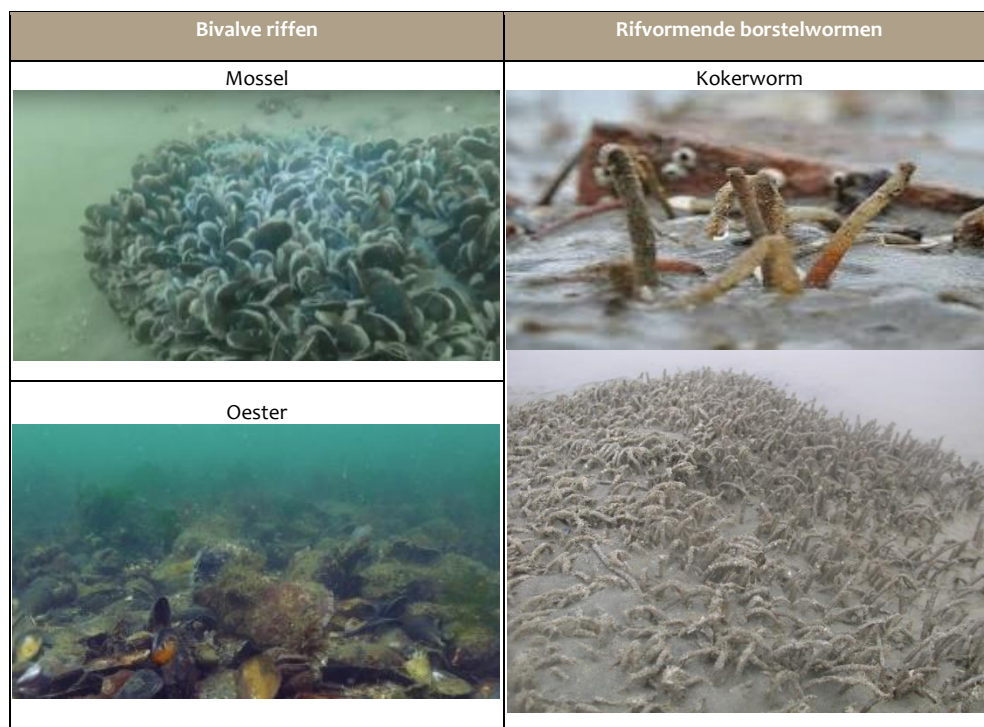 Bivalve riffen
Rifvormende borstelwormen
Mossel
Kokerworm
Oester